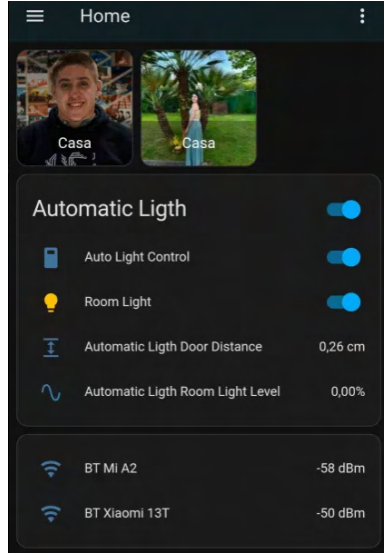 Home
Casa
Casa
Automatic Ligth
Auto Light Control
Room Light
Automatic Ligth Door Distance 0,26 cm
Automatic Ligth Room Light Level 0,00%
BT Mi A2 -58 dBm
BT Xiaomi 13T -50 dBm